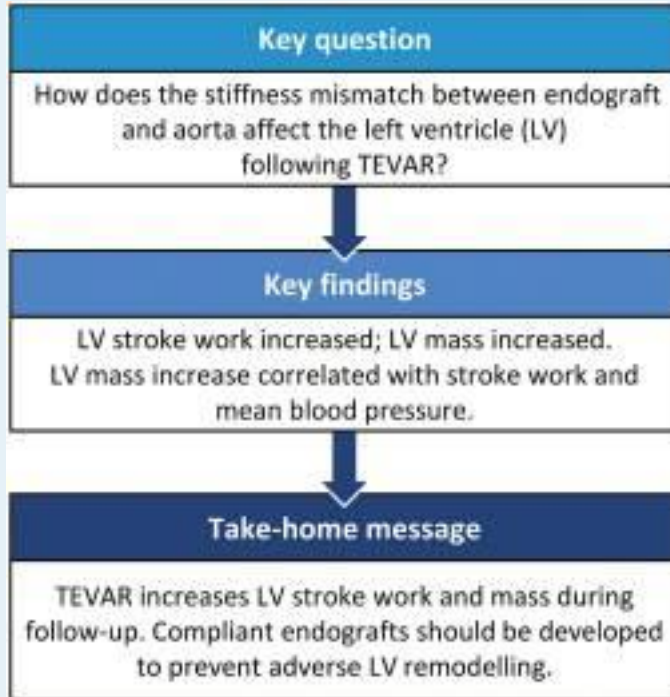 Key question
How does the stiffness mismatch between endograft
and aorta affect the left ventricle (LV)
following TEVAR?
Key findings
LV stroke work increased; LV mass increased.
LV mass increase correlated with stroke work and
mean blood pressure.
Take-home message
TEVAR increases LV stroke work and mass during
follow-up. Compliant endografts should be developed
to prevent adverse LV remodelling.